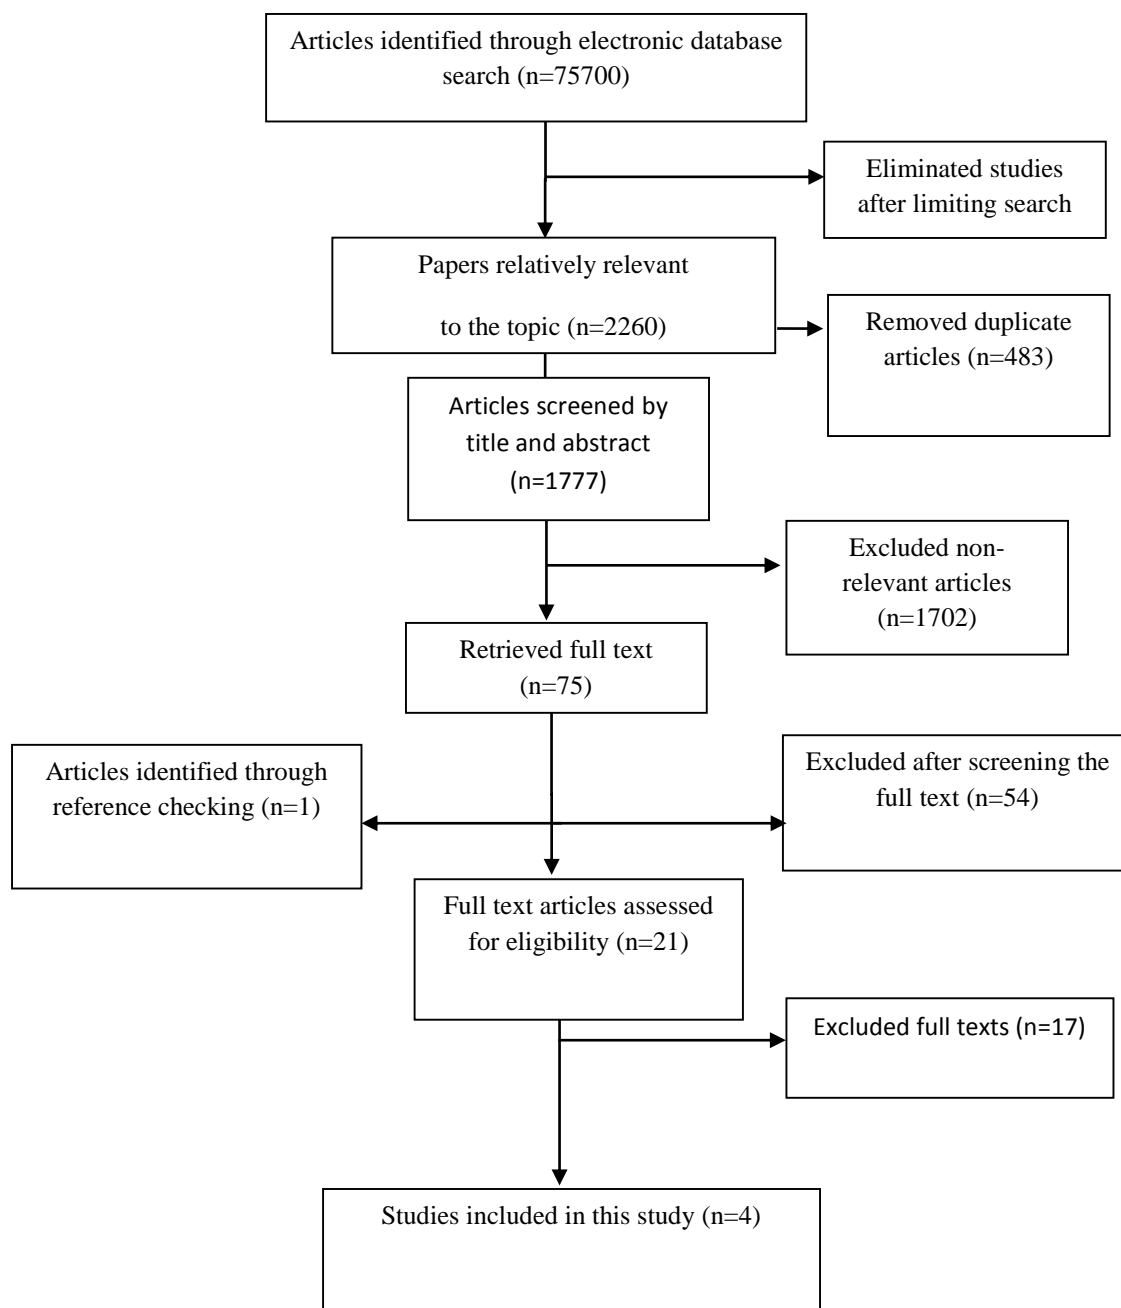 Articles identified through electronic database
search (n=75700)
Eliminated studies
after limiting search
Papers relatively relevant
to the topic (n=2260)
Removed duplicate
articles (n=483)
Articles screened by
title and abstract
(n=1777)
Excluded non-
relevant articles
(n=1702)
Retrieved full text
(n=75)
Articles identified through
reference checking (n=1)
Excluded after screening the
full text (n=54)
Full text articles assessed
for eligibility (n=21)
Excluded full texts (n=17)
Studies included in this study (n=4)